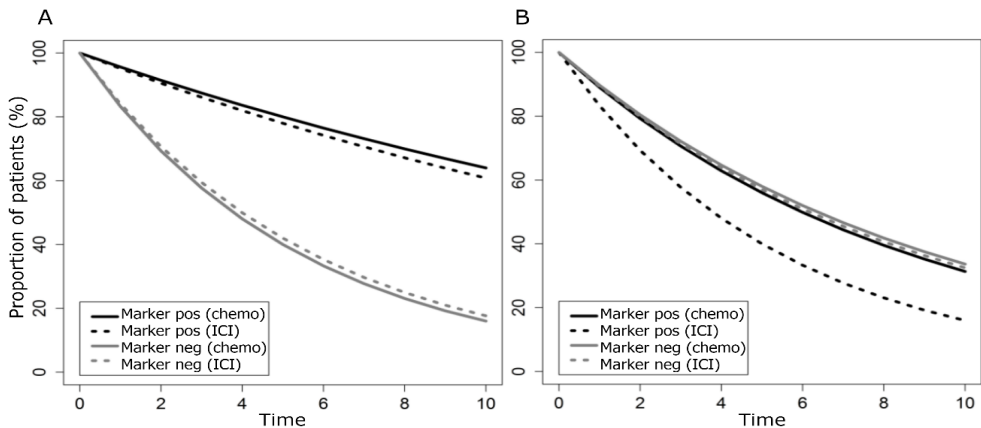 A
Proportion of patients (%)
100
80
60
40
20
0
Marker pos (chemo)
Marker pos (ICI)
Marker neg (chemo)
Marker neg (ICI)
0 2 4 6 8 10
Time
B
100
80
60
40
20
0
Marker pos (chemo)
Marker pos (ICI)
Marker neg (chemo)
Marker neg (ICI)
0 2 4 6 8 10
Time